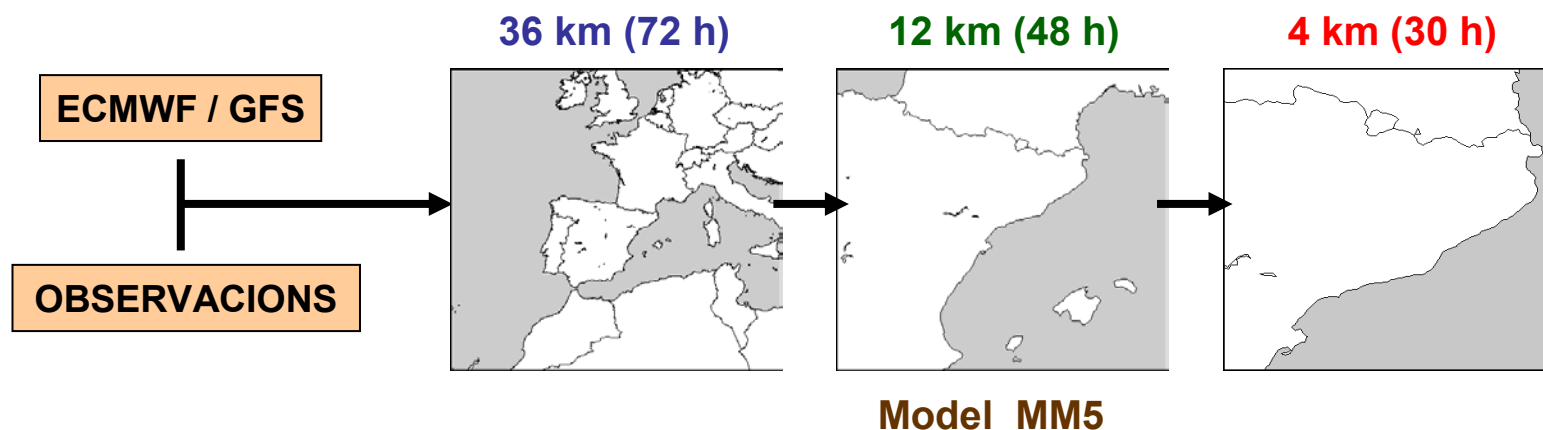 36 km (72 h)
12 km (48 h)
4 km (30 h)
ECMWF / GFS
OBSERVACIONS
Model MM5